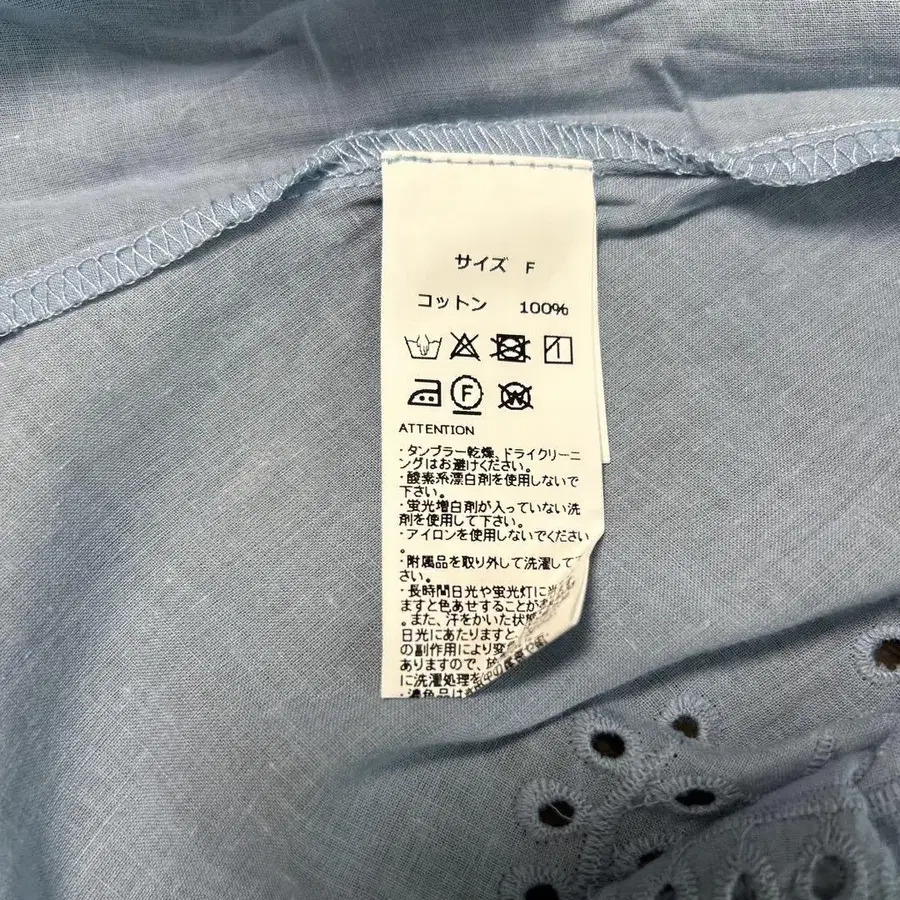 サイズ F
コットン 100%
F
W
ATTENTION
・タンブラー乾燥、ドライクリーニ
ングはお避けください。
・酸素系漂白剤を使用しないで
下さい。
・蛍光増白剤が入っていない洗
剤を使用して下さい。
・アイロンを使用しないでください
。
・附属品を取り外して洗濯して
さい。
・長時間日光や蛍光灯に
ますと色あせすることが
。また、汗をかいた状
日光にあたりますと、
の副作用により変
ありますので、
に洗濯処理を
・濃色品は